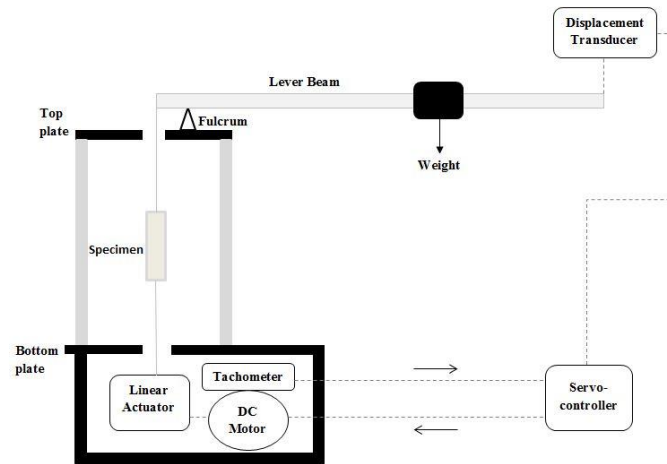 Displacement
Transducer
Lever Beam
Top
plate
Fulcrum
Weight
Specimen
Bottom
plate
Tachometer
Linear
Actuator
DC
Motor
Servo-
controller